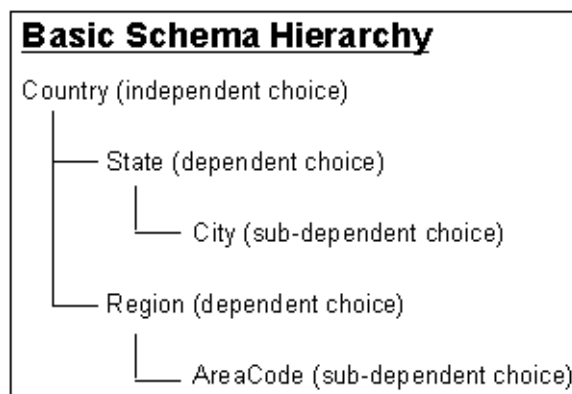 Basic Schema Hierarchy
Country (independent choice)
State (dependent choice)
City (sub-dependent choice)
Region (dependent choice)
AreaCode (sub-dependent choice)